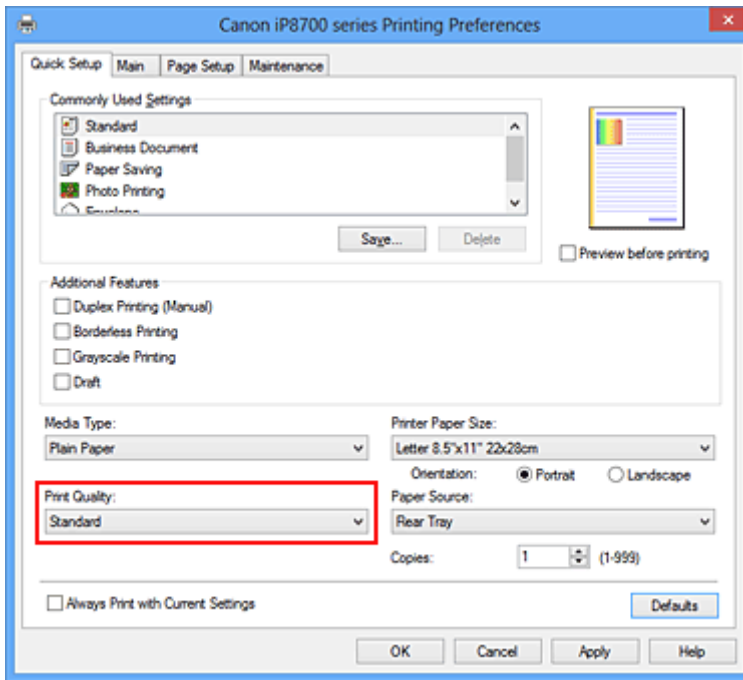 Canon iP8700 series Printing Preferences
Quick Setup Main Page Setup Maintenance
Commonly Used Settings
Standard
Business Document
Paper Saving
Photo Printing
Envelope
Save... Delete
Preview before printing
Additional Features
Duplex Printing (Manual)
Borderless Printing
Grayscale Printing
Draft
Media Type:
Plain Paper
Printer Paper Size:
Letter 8.5"x11" 22x28cm
Orientation: Portrait Landscape
Print Quality:
Standard
Paper Source:
Rear Tray
Copies: 1 (1-999)
Always Print with Current Settings
Defaults
OK Cancel Apply Help